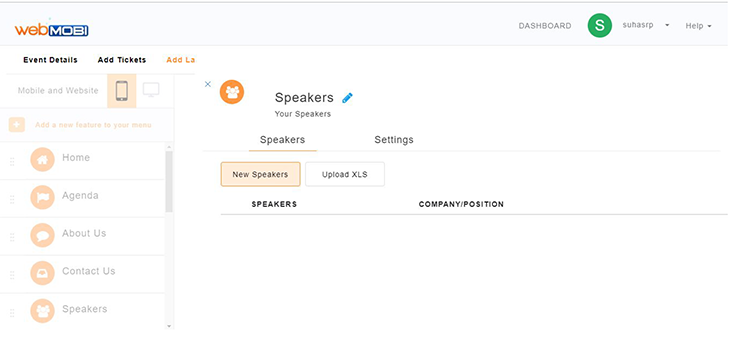 webMOBI
DASHBOARD
S
suhasrp
Help
Event Details
Add Tickets
Add La
Mobile and Website
Add a new feature to your menu
Home
Agenda
About Us
Contact Us
Speakers
Speakers
Your Speakers
Speakers
Settings
New Speakers
Upload XLS
SPEAKERS
COMPANY/POSITION